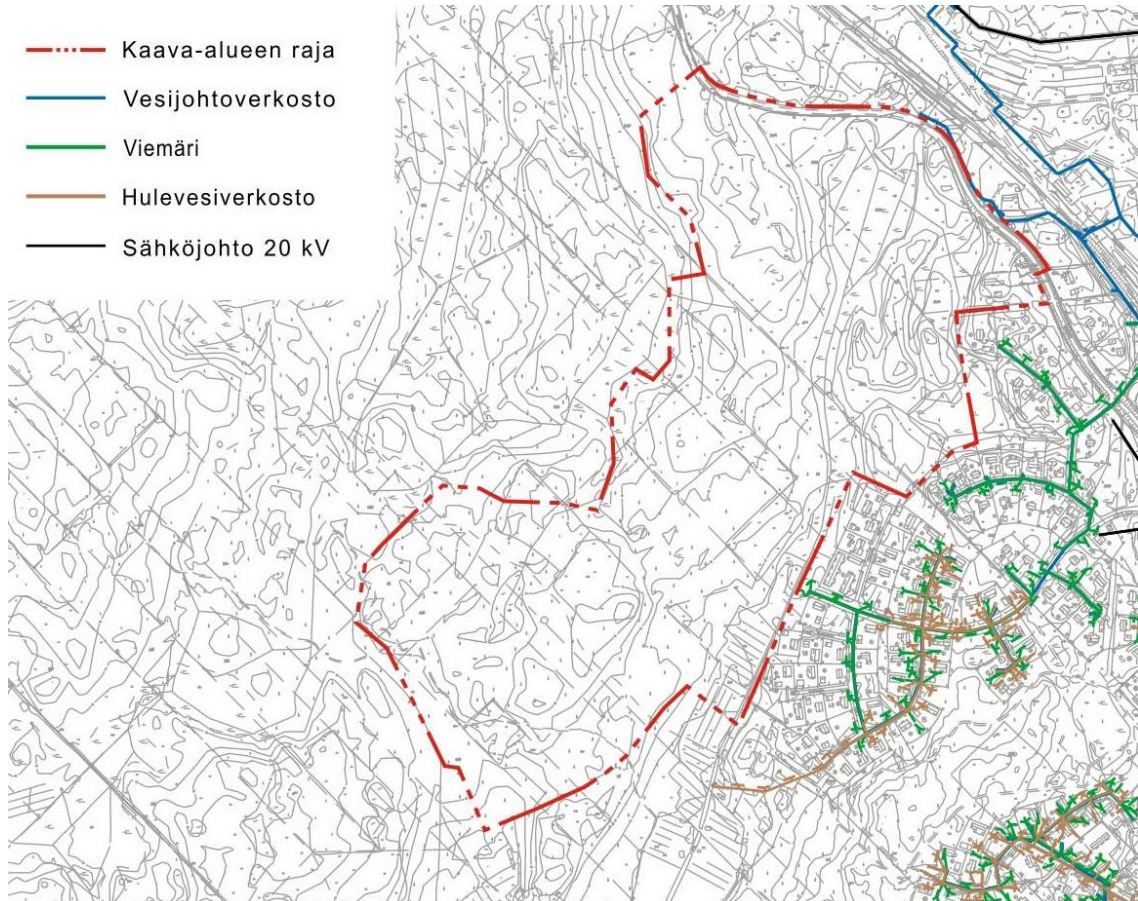 Kaava-alueen raja
Vesijohtoverkosto
Viemäri
Hulevesiverkosto
Sähköjohto 20 kV